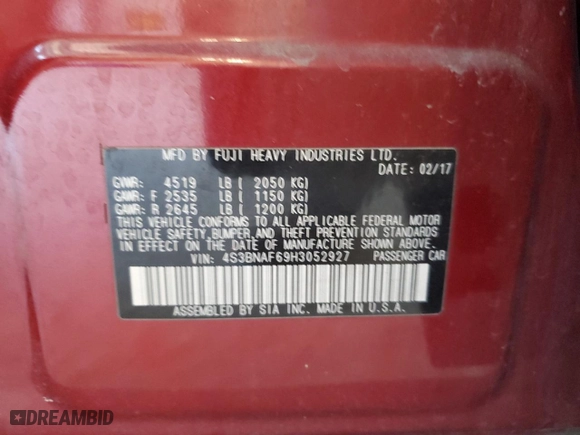 MFD BY FUJI HEAVY INDUSTRIES LTD.
DATE: 02/17
GVWR: 4519 LB ( 2050 KG)
GAWR: F 2535 LB ( 1150 KG)
GAWR: R 2645 LB ( 1200 KG)
THIS VEHICLE CONFORMS TO ALL APPLICABLE FEDERAL MOTOR
VEHICLE SAFETY, BUMPER, AND THEFT PREVENTION STANDARDS
IN EFFECT ON THE DATE OF MANUFACTURE SHOWN ABOVE.
VIN: 4S3BNAF69H3052927 PASSENGER CAR
ASSEMBLED BY SIA INC. MADE IN U.S.A.
DREAMBID